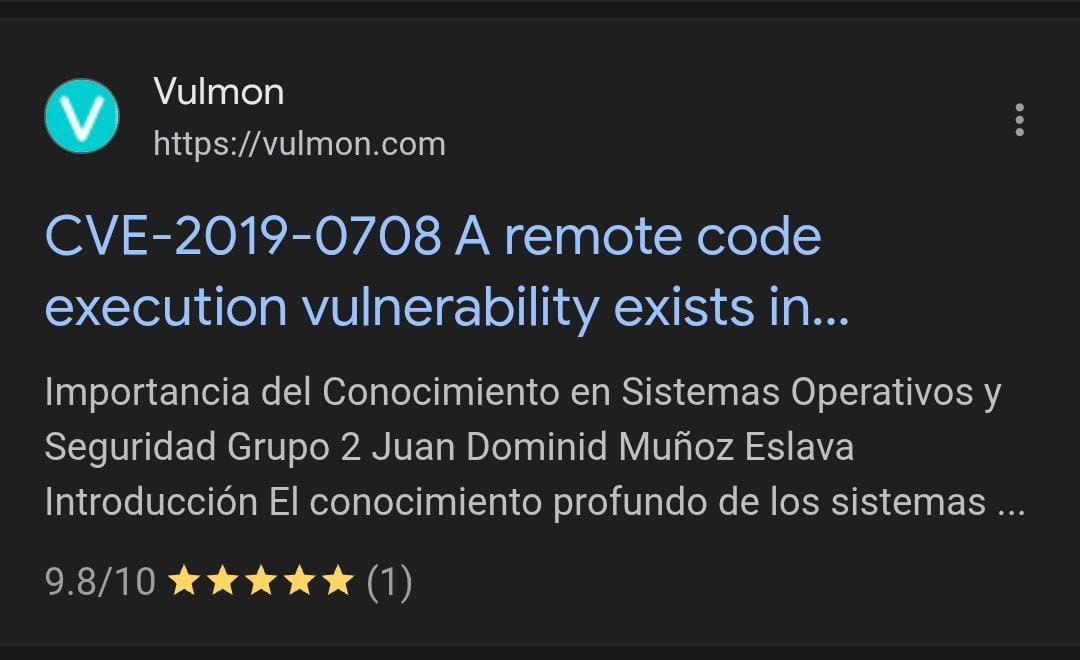 Vulmon
https://vulmon.com
CVE-2019-0708 A remote code
execution vulnerability exists in...
Importancia del Conocimiento en Sistemas Operativos y
Seguridad Grupo 2 Juan Dominid Muñoz Eslava
Introducción El conocimiento profundo de los sistemas ...
9.8/10 ★★★★★ (1)